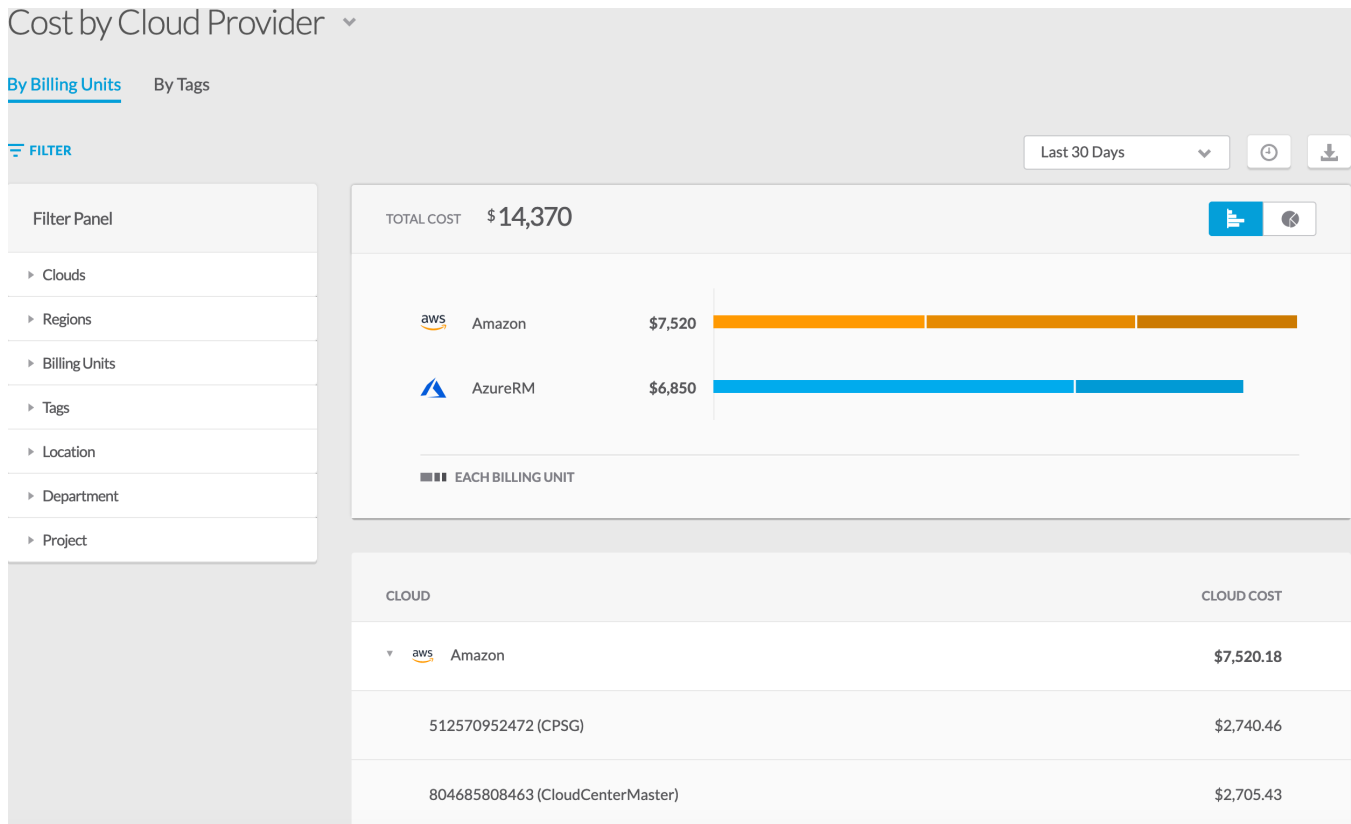 Cost by Cloud Provider
By Billing Units By Tags
FILTER
Last 30 Days
Filter Panel
Clouds
Regions
Billing Units
Tags
Location
Department
Project
TOTAL COST $14,370
aws Amazon $7,520
AzureRM $6,850
EACH BILLING UNIT
CLOUD CLOUD COST
aws Amazon $7,520.18
512570952472 (CPSG) $2,740.46
804685808463 (CloudCenterMaster) $2,705.43